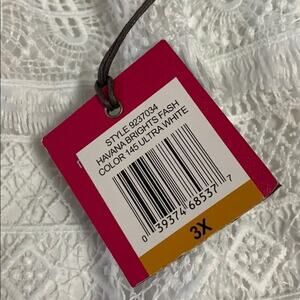 STYLE 9237034
HAVANA BRIGHTS FASH
COLOR 145 ULTRA WHITE
0 39374 68537 7
3X